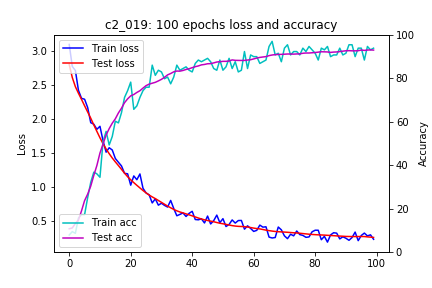 c2_019: 100 epochs loss and accuracy
Train loss
Test loss
Train acc
Test acc
Loss
Accuracy
3.0
2.5
2.0
1.5
1.0
0.5
100
80
60
40
20
0
0
20
40
60
80
100